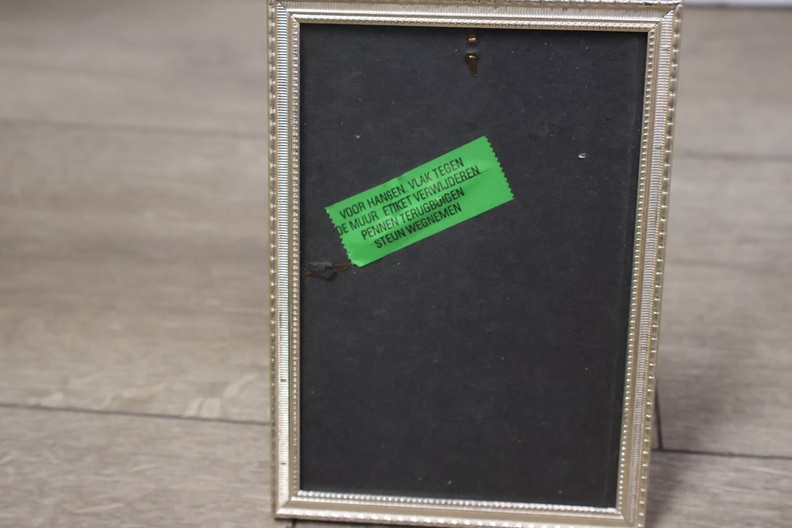 VOOR HANGEN, VLAK TEGEN
DE MUUR ETIKET VERWIJDEREN
PENNEN TERUGBUIGEN
STEUN WEGNEMEN